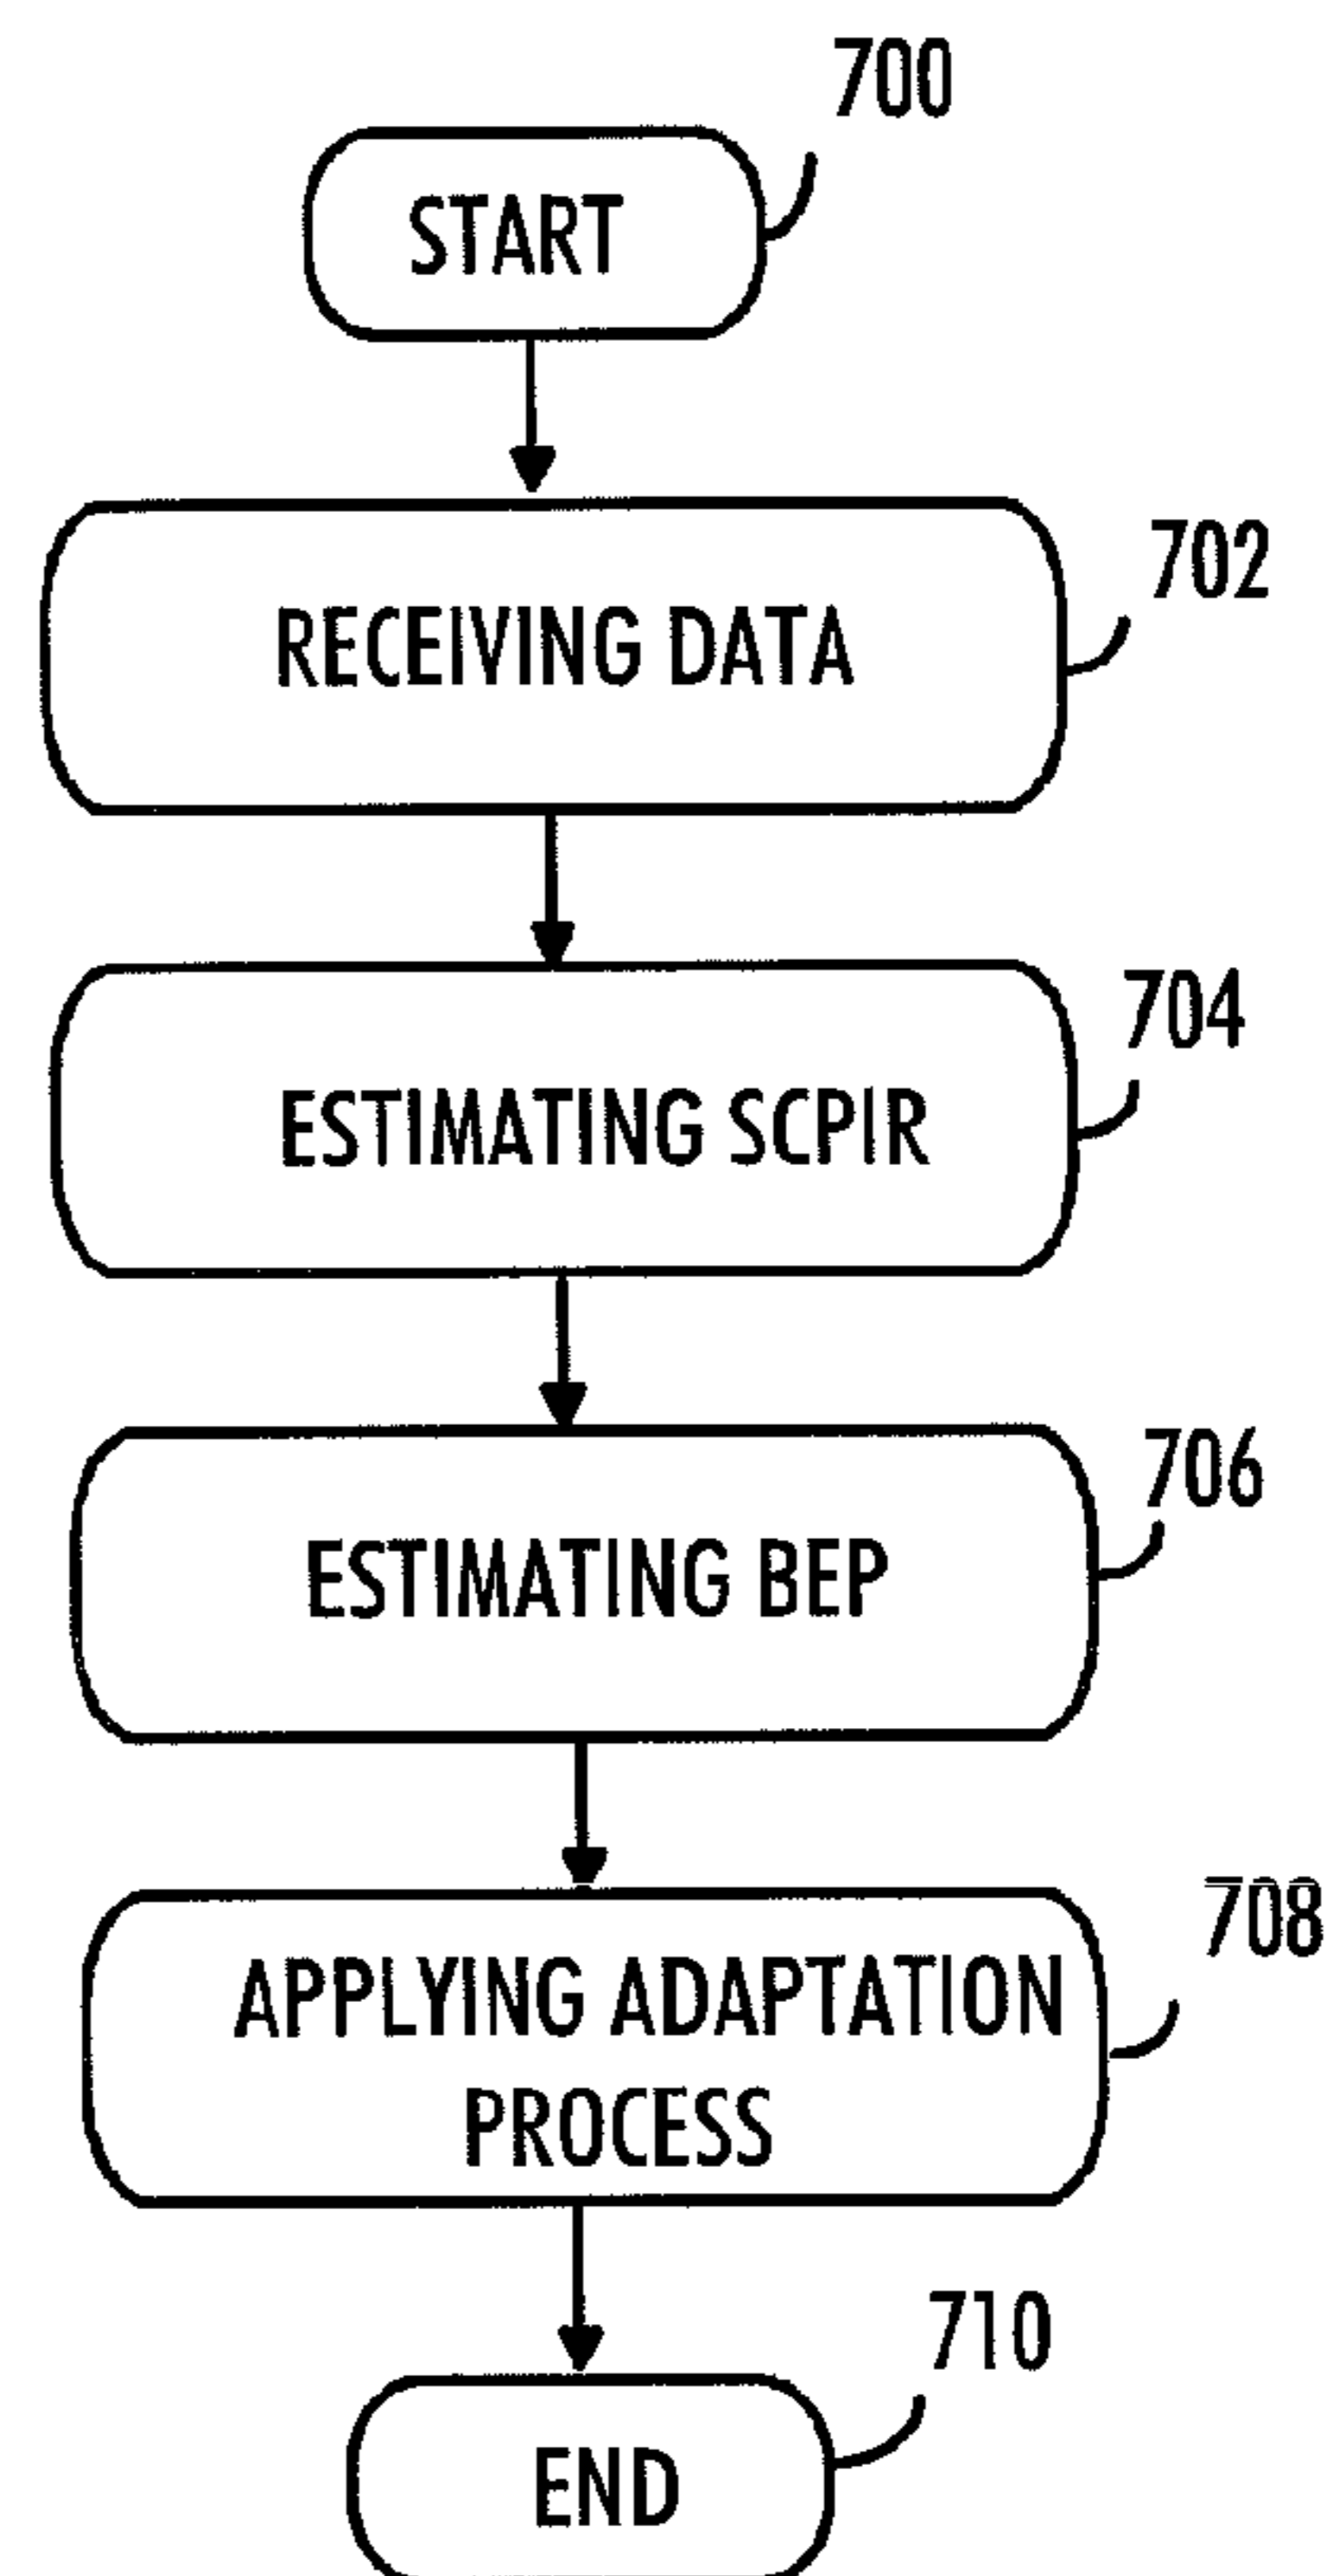 700
START
702
RECEIVING DATA
704
ESTIMATING SCPIR
706
ESTIMATING BEP
708
APPLYING ADAPTATION
PROCESS
710
END